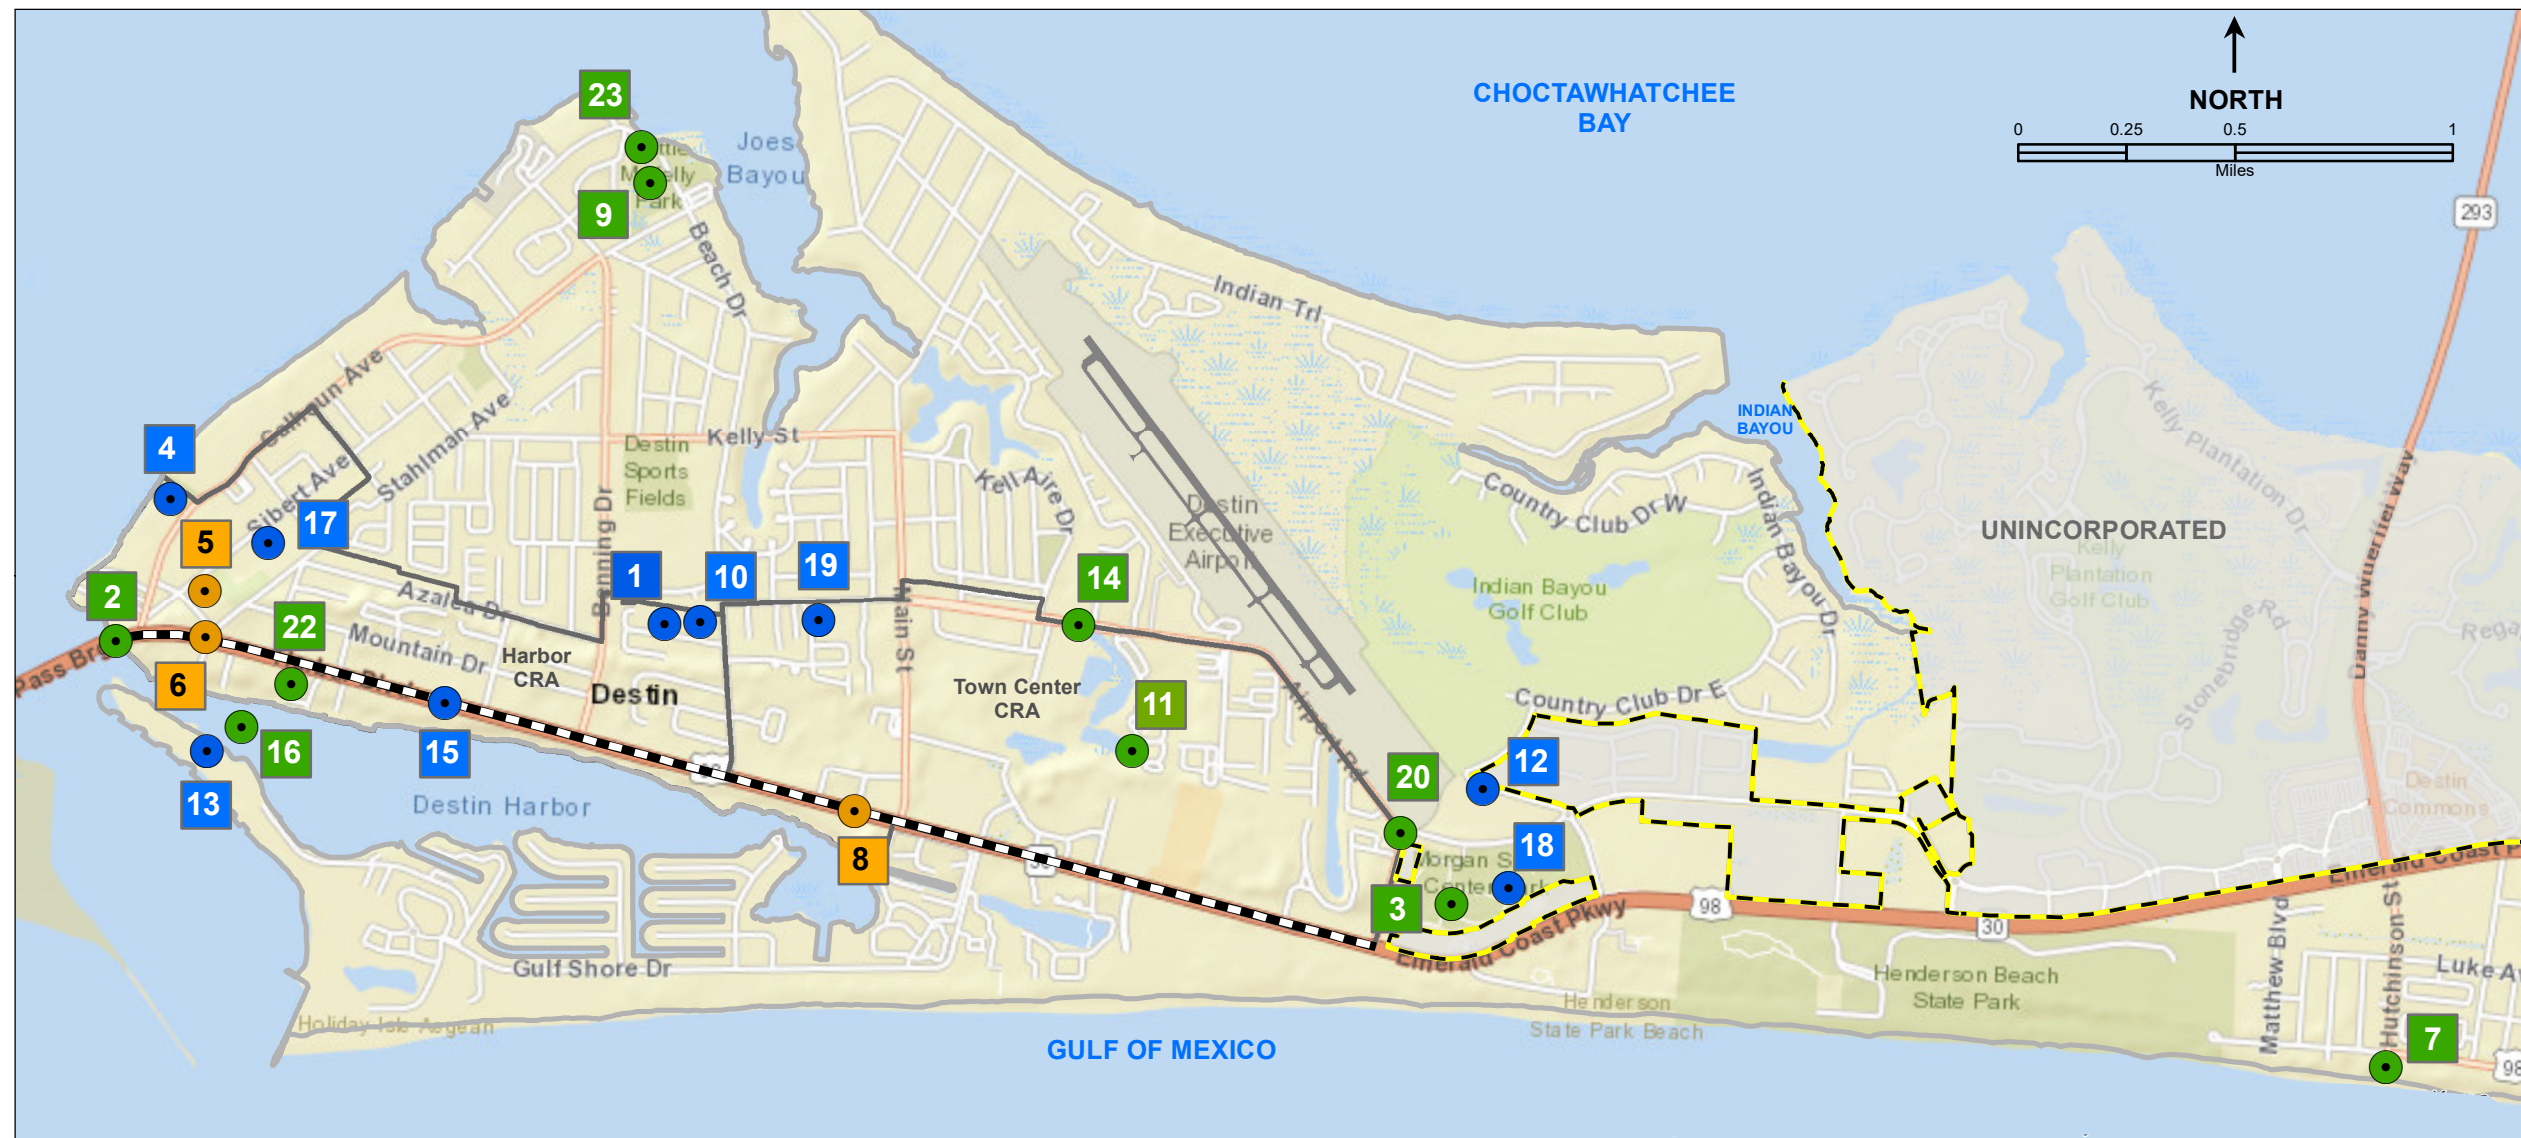 CHOCTAWHATCHEE
BAY
NORTH
0 0.25 0.5 1
Miles
293
23
Joes
Bayou
Park
9
Beach Dr
Indian Trl
INDIAN
BAYOU
Kelly Plantation Dr
Danny Wuerffel Way
Calhoun Ave
Stahlman Ave
Sibert Ave
4
17
5
2
22
6
16
13
15
Kelly St
Destin
Sports
Fields
Benning Dr
1
10
19
Main St
Kell Aire Dr
Destin
Executive
Airport
14
Azalea Dr
Mountain Dr
Harbor
CRA
Destin
Town Center
CRA
11
Airport Rd
Country Club Dr W
Indian Bayou Dr
Indian Bayou
Golf Club
Country Club Dr E
UNINCORPORATED
Kelly
Plantation
Golf Club
Stonebridge Rd
Destin
Commons
20
12
18
3
8
Destin Harbor
Gulf Shore Dr
Holiday Isle Aegean
Emerald Coast Pkwy
98
30
Emerald Coast
Henderson
State Park Beach
Henderson Beach
State Park
Matthew Blvd
Hutchinson St
7
98
GULF OF MEXICO